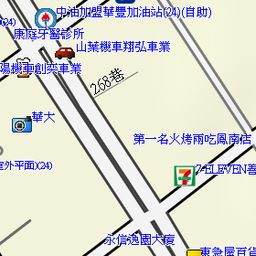 中油加盟華豐加油站(24)(自助)
康庭牙醫診所
山葉機車翔弘車業
陽機車創奕車業
268巷
華大
第一名火烤兩吃鳳南店
7-ELEVEN善
室外平面)(24)
永信逸園大廈
東急屋百貨